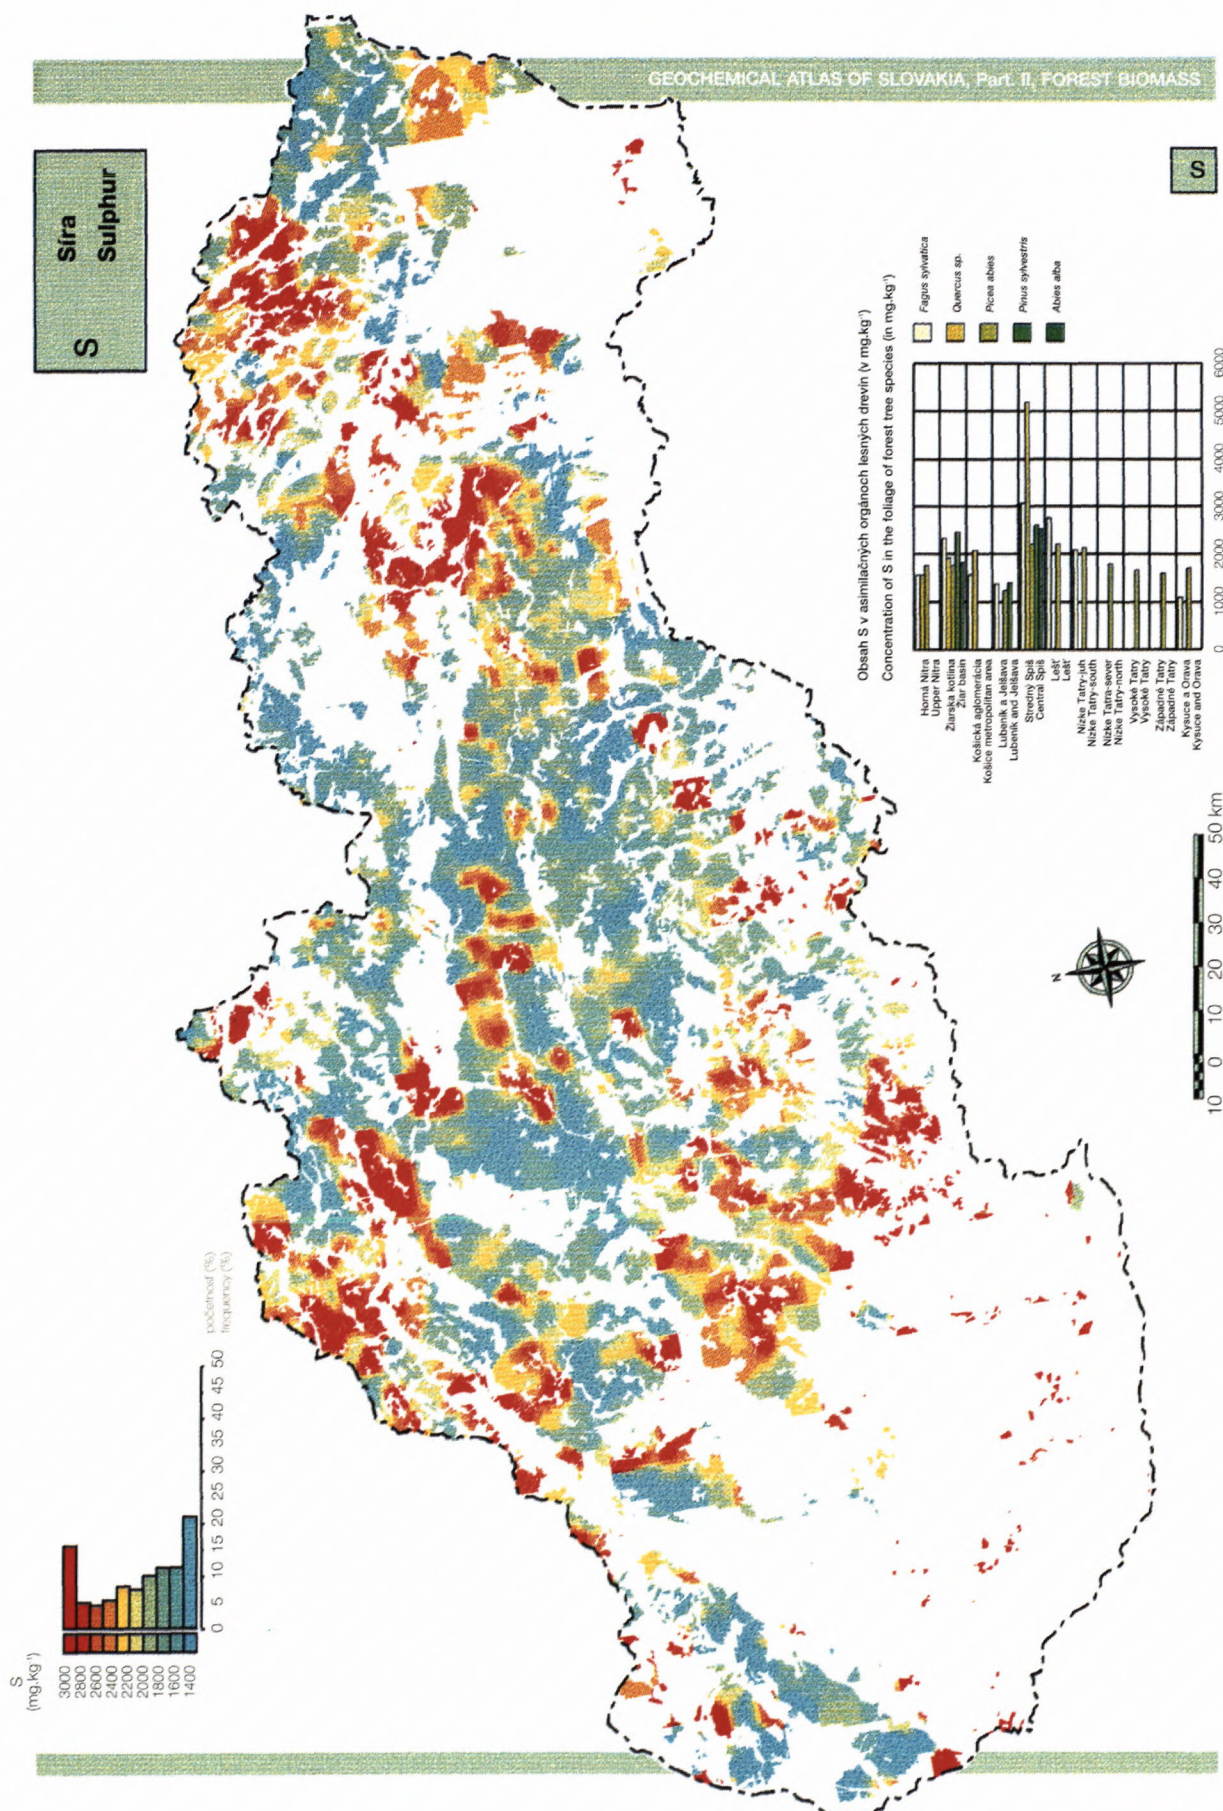 GEOCHEMICAL ATLAS OF SLOVAKIA, Part. II, FOREST BIOMASS
S
Síra
Sulphur
S
S
(mg.kg⁻¹)
3000
2800
2600
2400
2200
2000
1800
1600
1400
0
5
10
15
20
25
30
35
40
45
50
početnosť (%)
frequency (%)
Obsah S v asimilačných orgánoch lesných drevín (v mg.kg⁻¹)
Concentration of S in the foliage of forest tree species (in mg.kg⁻¹)
Fagus sylvatica
Quercus sp.
Picea abies
Pinus sylvestris
Abies alba
Horná Nitra
Upper Nitra
Žiarska kotlina
Žiar basin
Košická aglomerácia
Košice metropolitan area
Lubeník a Jelšava
Lubeník and Jelšava
Stredný Spiš
Central Spiš
Lešť
Lešť
Nízke Tatry-juh
Nízke Tatry-south
Nízke Tatra-sever
Nízke Tatry-north
Vysoké Tatry
Vysoké Tatry
Západné Tatry
Západné Tatry
Kysuce a Orava
Kysuce and Orava
0
1000
2000
3000
4000
5000
6000
N
10 0 10 20 30 40 50 km